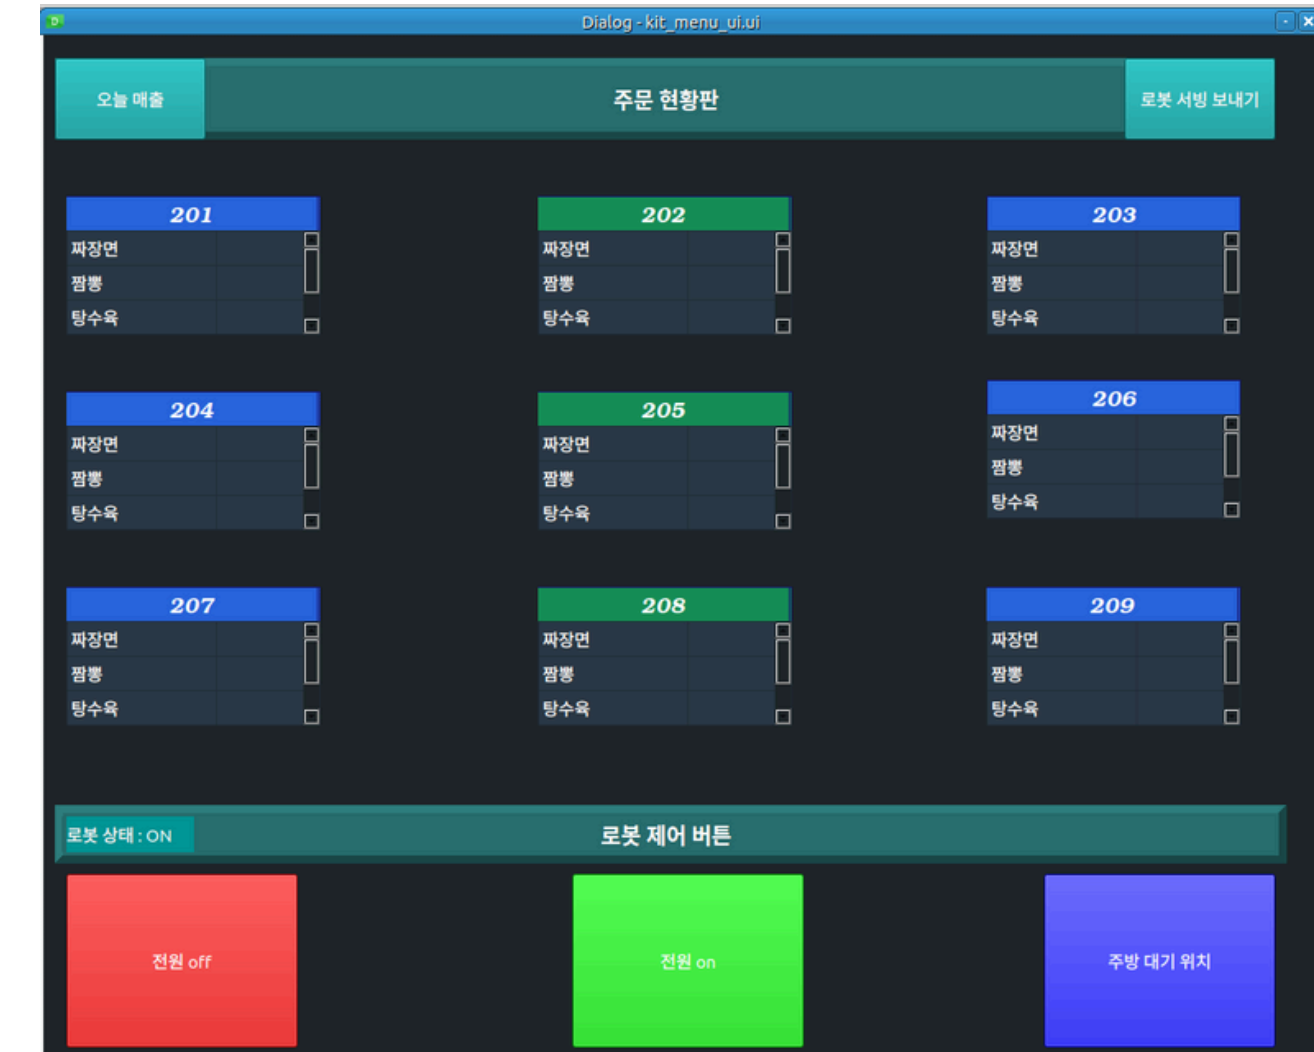 Dialog - kit_menu_ui.ui
오늘 매출
주문 현황판
로봇 서빙 보내기
201
짜장면
짬뽕
탕수육
202
짜장면
짬뽕
탕수육
203
짜장면
짬뽕
탕수육
204
짜장면
짬뽕
탕수육
205
짜장면
짬뽕
탕수육
206
짜장면
짬뽕
탕수육
207
짜장면
짬뽕
탕수육
208
짜장면
짬뽕
탕수육
209
짜장면
짬뽕
탕수육
로봇 상태 : ON
로봇 제어 버튼
전원 off
전원 on
주방 대기 위치